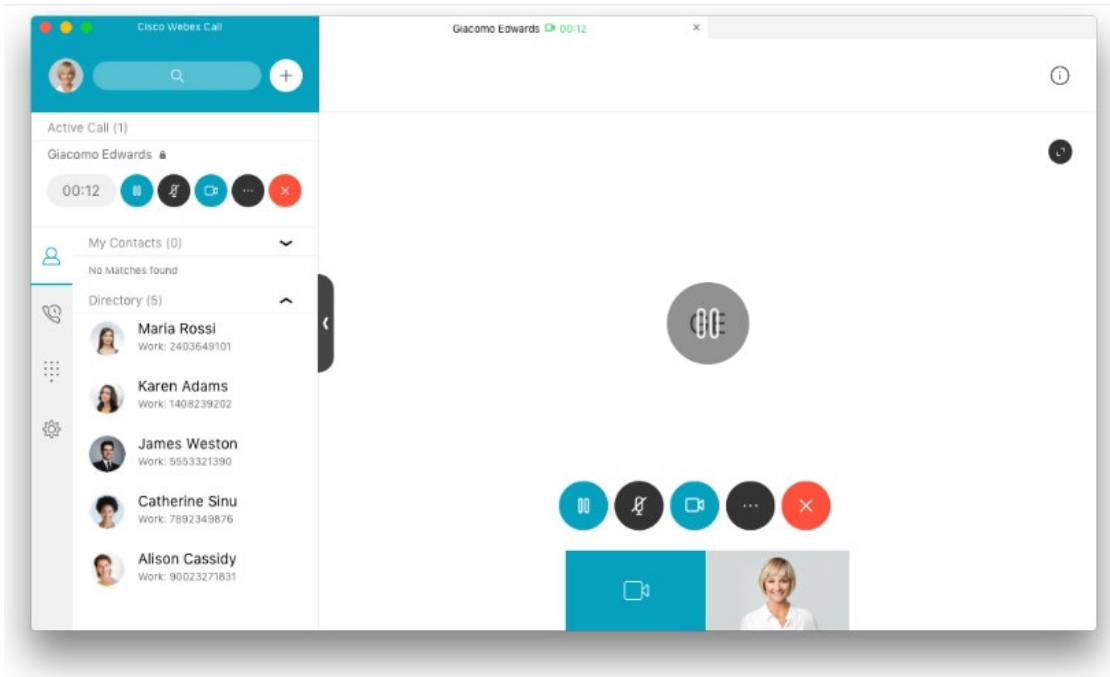 Cisco Webex Call
Giacomo Edwards 00:12
Active Call (1)
Giacomo Edwards
00:12
My Contacts (0)
No Matches found
Directory (5)
Maria Rossi
Work: 2403649101
Karen Adams
Work: 1408239202
James Weston
Work: 5553321390
Catherine Sinu
Work: 7892349876
Alison Cassidy
Work: 90023271831
GE